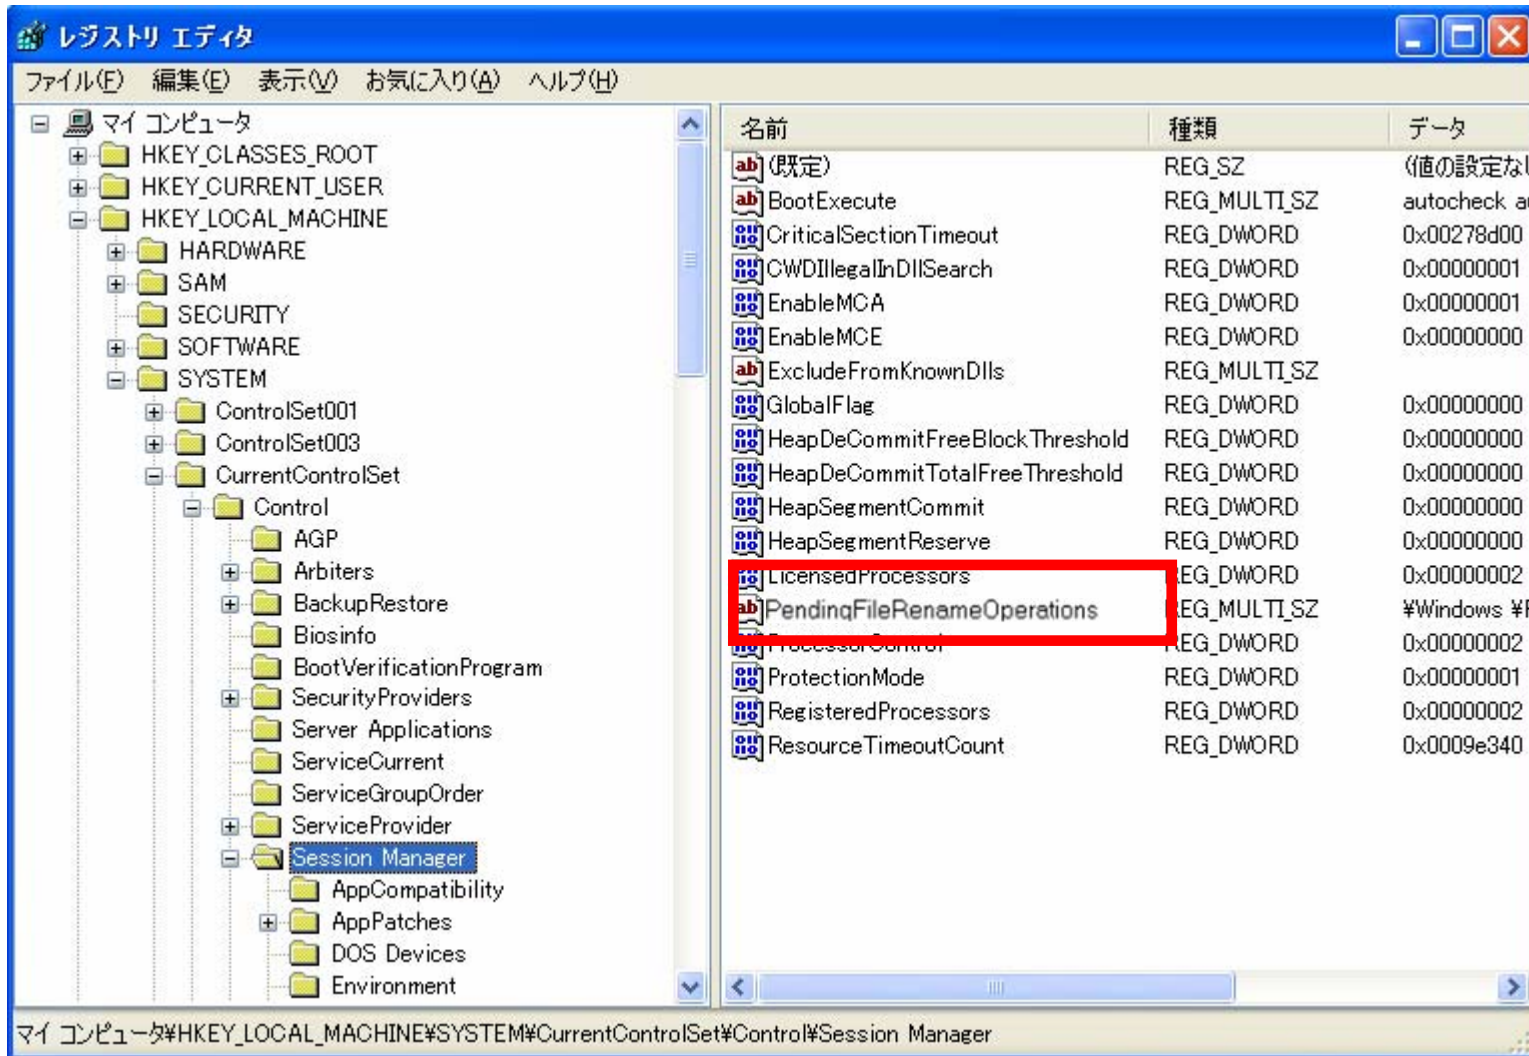 レジストリ エディタ
ファイル(F) 編集(E) 表示(V) お気に入り(A) ヘルプ(H)
マイ コンピュータ
HKEY_CLASSES_ROOT
HKEY_CURRENT_USER
HKEY_LOCAL_MACHINE
HARDWARE
SAM
SECURITY
SOFTWARE
SYSTEM
ControlSet001
ControlSet003
CurrentControlSet
Control
AGP
Arbiters
BackupRestore
Biosinfo
BootVerificationProgram
SecurityProviders
Server Applications
ServiceCurrent
ServiceGroupOrder
ServiceProvider
Session Manager
AppCompatibility
AppPatches
DOS Devices
Environment
名前 種類 データ
(既定) REG_SZ (値の設定な
BootExecute REG_MULTI_SZ autocheck a
CriticalSectionTimeout REG_DWORD 0x00278d00
CWDIllegalInDllSearch REG_DWORD 0x00000001
EnableMCA REG_DWORD 0x00000001
EnableMCE REG_DWORD 0x00000000
ExcludeFromKnownDlls REG_MULTI_SZ
GlobalFlag REG_DWORD 0x00000000
HeapDeCommitFreeBlockThreshold REG_DWORD 0x00000000
HeapDeCommitTotalFreeThreshold REG_DWORD 0x00000000
HeapSegmentCommit REG_DWORD 0x00000000
HeapSegmentReserve REG_DWORD 0x00000000
LicensedProcessors REG_DWORD 0x00000002
PendingFileRenameOperations REG_MULTI_SZ ¥Windows ¥
ProcessorControl REG_DWORD 0x00000002
ProtectionMode REG_DWORD 0x00000001
RegisteredProcessors REG_DWORD 0x00000002
ResourceTimeoutCount REG_DWORD 0x0009e340
マイ コンピュータ¥HKEY_LOCAL_MACHINE¥SYSTEM¥CurrentControlSet¥Control¥Session Manager